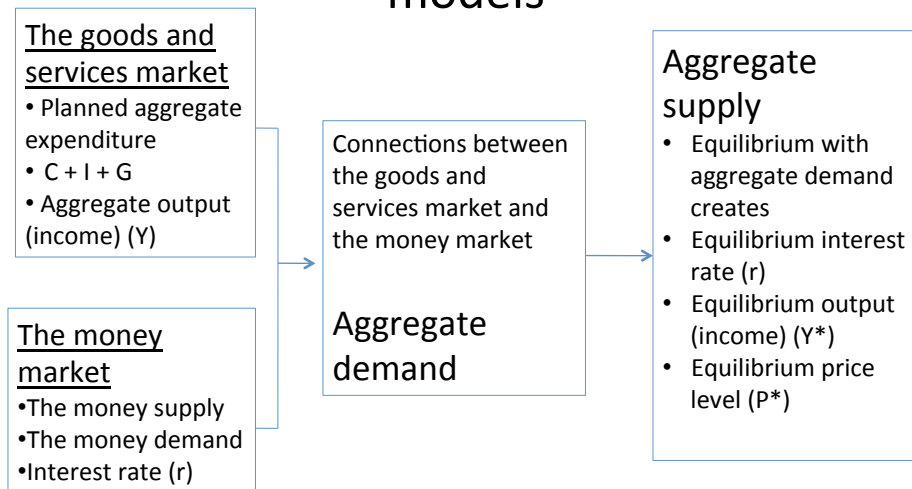 models
The goods and
services market
• Planned aggregate
expenditure
• C + I + G
• Aggregate output
(income) (Y)
The money
market
•The money supply
•The money demand
•Interest rate (r)
Connections between
the goods and
services market and
the money market
Aggregate
demand
Aggregate
supply
• Equilibrium with
aggregate demand
creates
• Equilibrium interest
rate (r)
• Equilibrium output
(income) (Y*)
• Equilibrium price
level (P*)